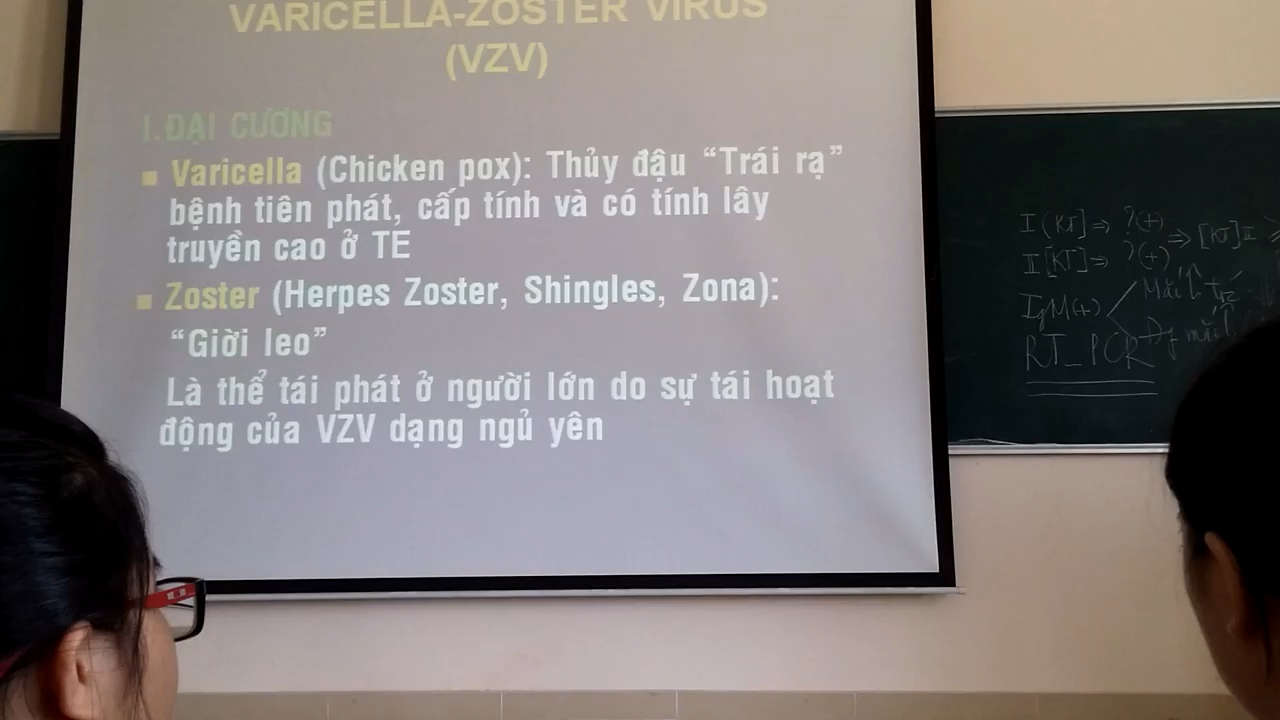 VARICELLA-ZOSTER VIRUS
(VZV)
I. ĐẠI CƯƠNG
▪ Varicella (Chicken pox): Thủy đậu “Trái rạ”
bệnh tiên phát, cấp tính và có tính lây
truyền cao ở TE
▪ Zoster (Herpes Zoster, Shingles, Zona):
“Giời leo”
Là thể tái phát ở người lớn do sự tái hoạt
động của VZV dạng ngủ yên
I [KT] ⇒ ?(+)
⇒ [KT] II
II [KT] ⇒ ?(+)
IgM(+)
RT_PCR